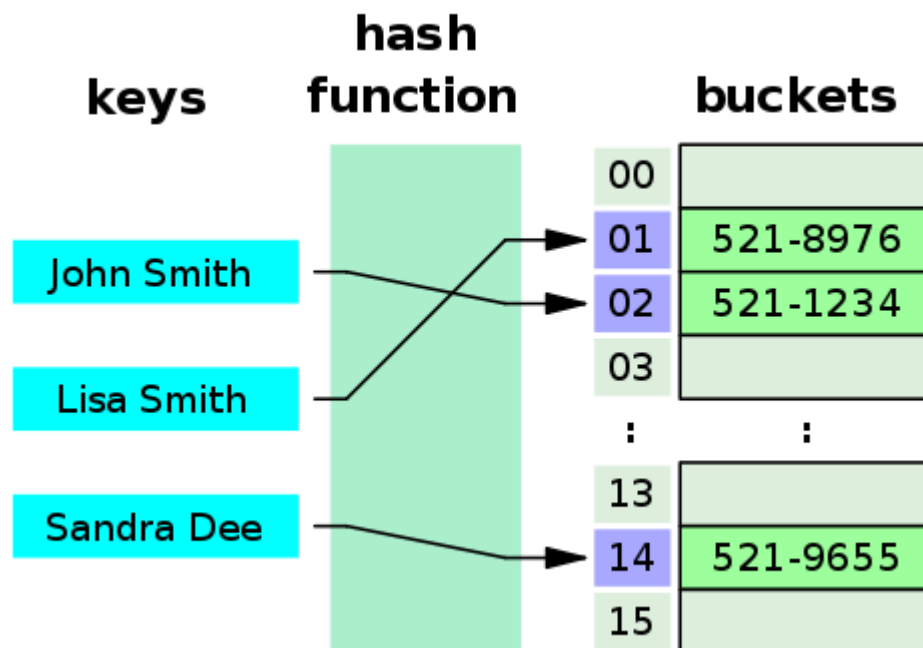 keys
hash
function
buckets
John Smith
Lisa Smith
Sandra Dee
00
01 521-8976
02 521-1234
03
: :
13
14 521-9655
15